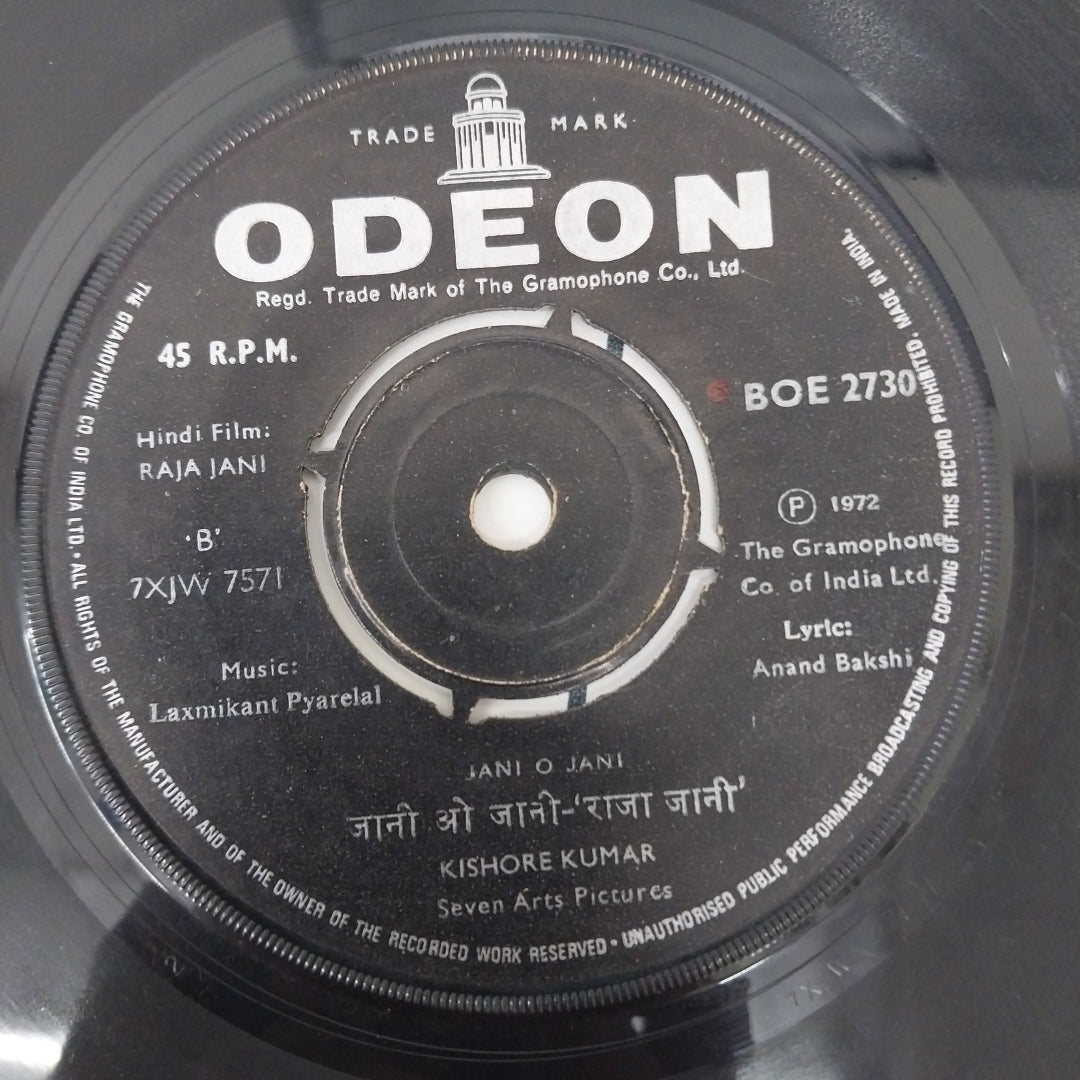 TRADE MARK
ODEON
Regd. Trade Mark of The Gramophone Co., Ltd.
45 R.P.M.
BOE 2730
Hindi Film:
RAJA JANI
'B'
7XJW 7571
Ⓟ 1972
The Gramophone
Co. of India Ltd.
Lyric:
Anand Bakshi
Music:
Laxmikant Pyarelal
JANI O JANI
जानी ओ जानी-'राजा जानी'
KISHORE KUMAR
Seven Arts Pictures
THE GRAMOPHONE CO. OF INDIA LTD. • ALL RIGHTS OF THE MANUFACTURER AND OF THE OWNER OF THE RECORDED WORK RESERVED • UNAUTHORISED PUBLIC PERFORMANCE BROADCASTING AND COPYING OF THIS RECORD PROHIBITED. MADE IN INDIA.